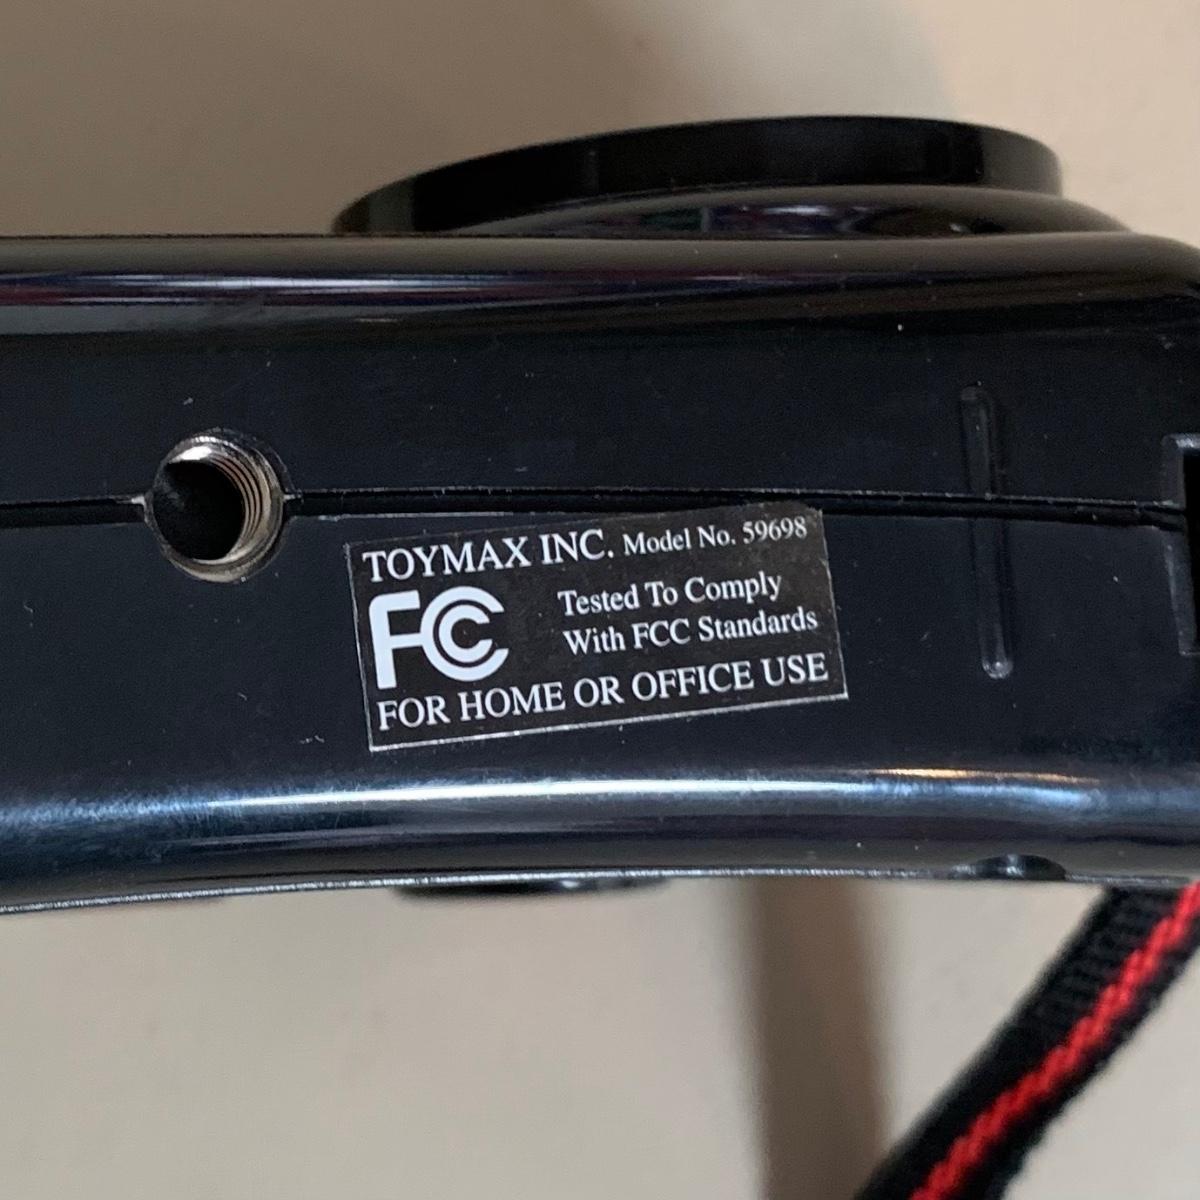 TOYMAX INC. Model No. 59698
FC Tested To Comply
With FCC Standards
FOR HOME OR OFFICE USE